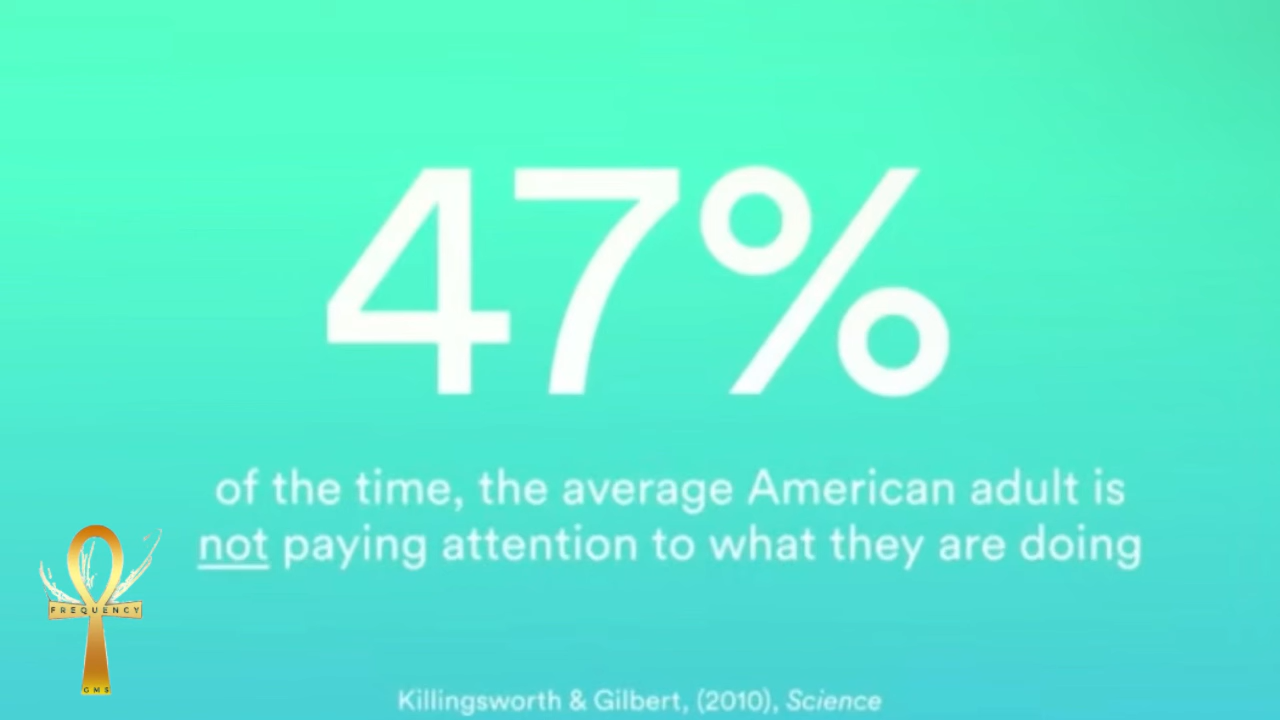 47%
of the time, the average American adult is
not paying attention to what they are doing
FREQUENCY
GMS
Killingsworth & Gilbert, (2010), Science